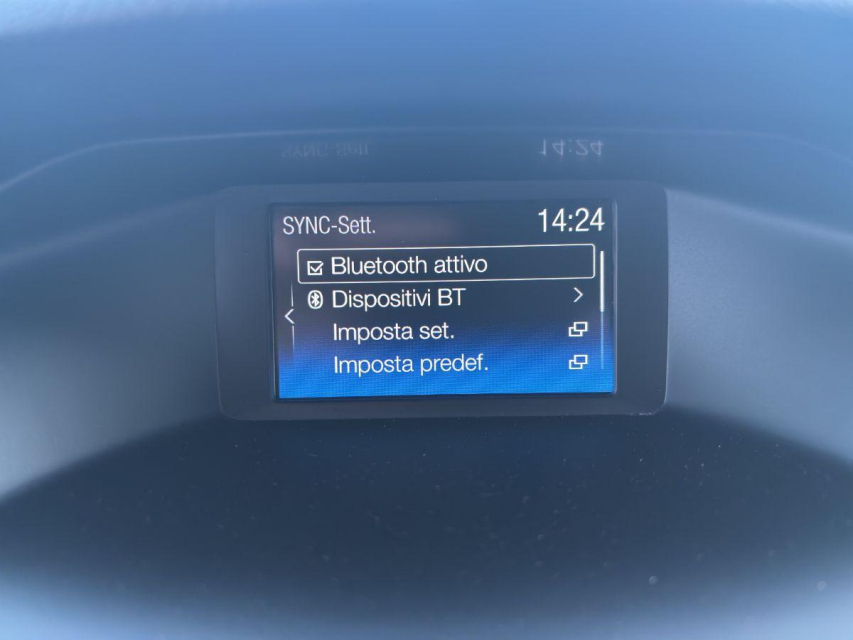 SYNC-Sett. 14:24
Bluetooth attivo
Dispositivi BT
Imposta set.
Imposta predef.